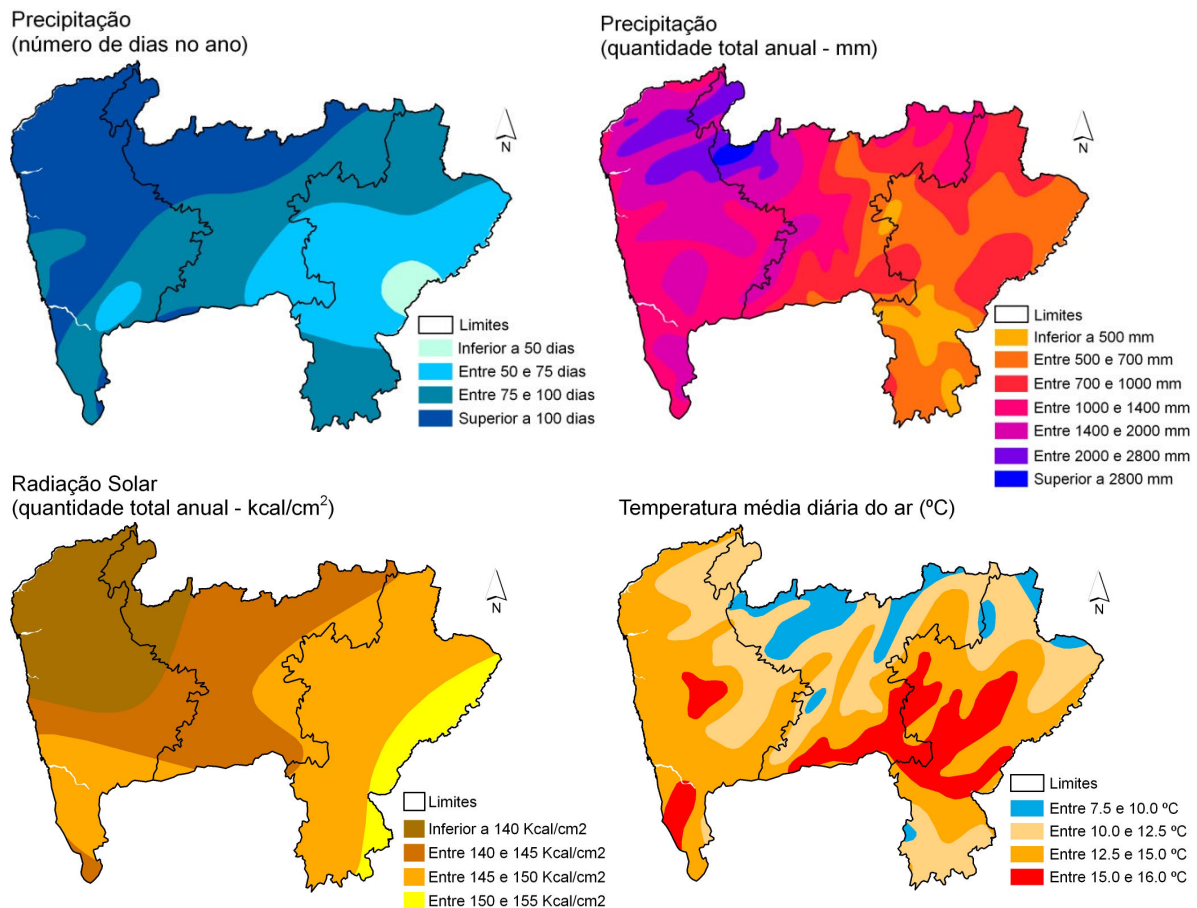 Precipitação
(número de dias no ano)
N
Limites
Inferior a 50 dias
Entre 50 e 75 dias
Entre 75 e 100 dias
Superior a 100 dias
Precipitação
(quantidade total anual - mm)
N
Limites
Inferior a 500 mm
Entre 500 e 700 mm
Entre 700 e 1000 mm
Entre 1000 e 1400 mm
Entre 1400 e 2000 mm
Entre 2000 e 2800 mm
Superior a 2800 mm
Radiação Solar
(quantidade total anual - kcal/cm²)
N
Limites
Inferior a 140 Kcal/cm2
Entre 140 e 145 Kcal/cm2
Entre 145 e 150 Kcal/cm2
Entre 150 e 155 Kcal/cm2
Temperatura média diária do ar (ºC)
N
Limites
Entre 7.5 e 10.0 ºC
Entre 10.0 e 12.5 ºC
Entre 12.5 e 15.0 ºC
Entre 15.0 e 16.0 ºC